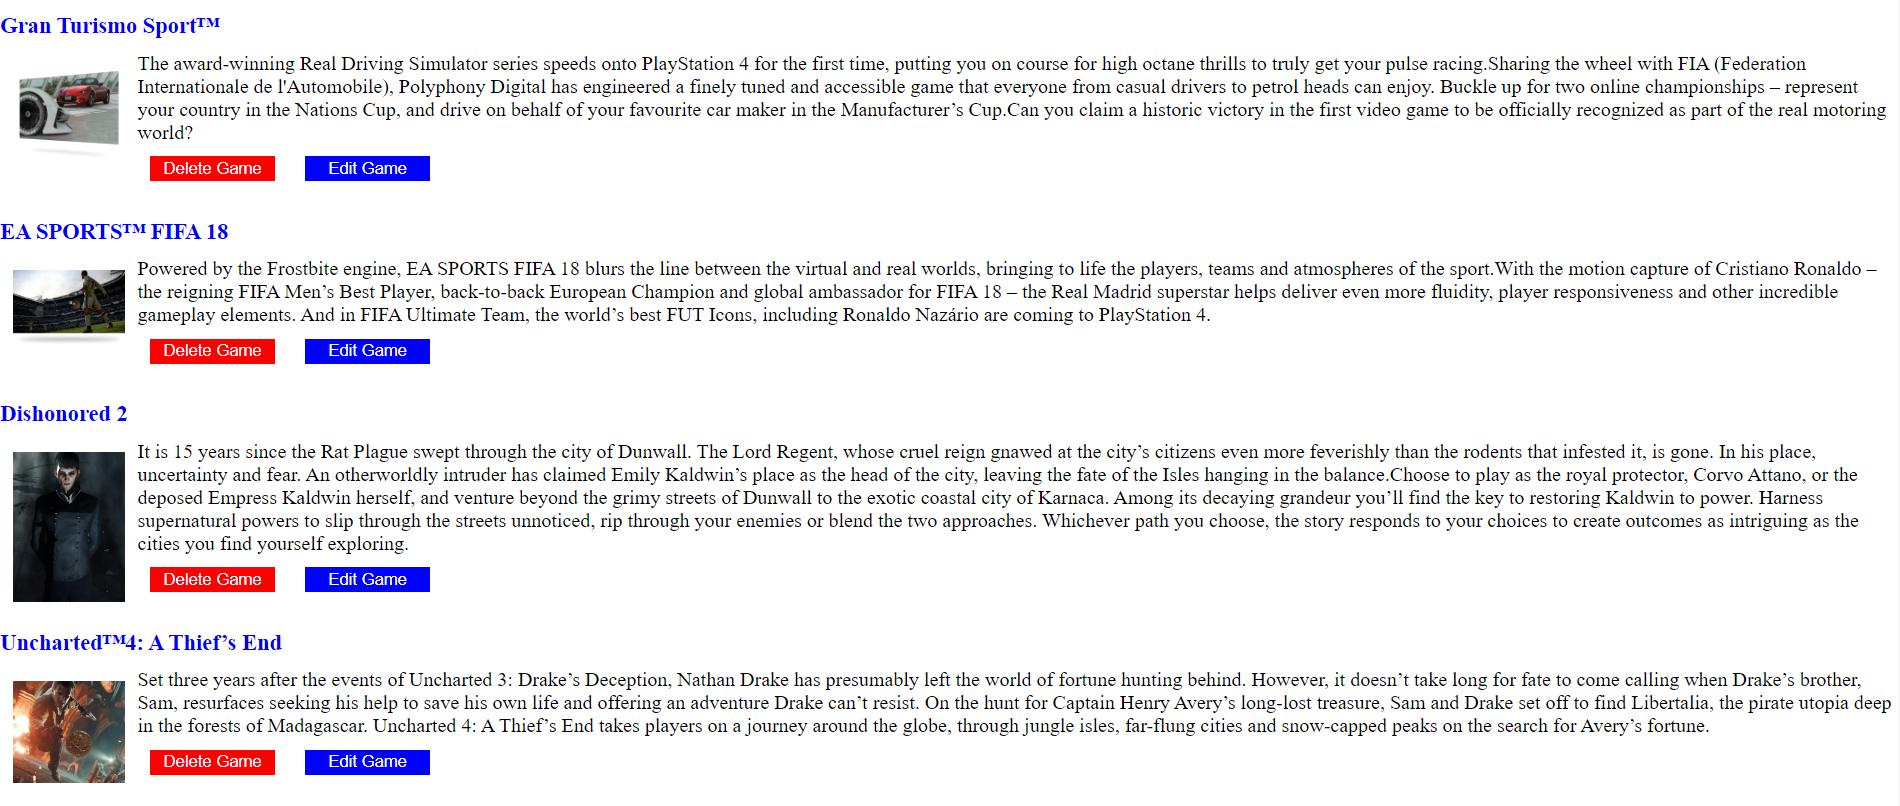 Gran Turismo Sport™
The award-winning Real Driving Simulator series speeds onto PlayStation 4 for the first time, putting you on course for high octane thrills to truly get your pulse racing.Sharing the wheel with FIA (Federation
Internationale de l'Automobile), Polyphony Digital has engineered a finely tuned and accessible game that everyone from casual drivers to petrol heads can enjoy. Buckle up for two online championships – represent
your country in the Nations Cup, and drive on behalf of your favourite car maker in the Manufacturer’s Cup.Can you claim a historic victory in the first video game to be officially recognized as part of the real motoring
world?
Delete Game Edit Game
EA SPORTS™ FIFA 18
Powered by the Frostbite engine, EA SPORTS FIFA 18 blurs the line between the virtual and real worlds, bringing to life the players, teams and atmospheres of the sport.With the motion capture of Cristiano Ronaldo –
the reigning FIFA Men’s Best Player, back-to-back European Champion and global ambassador for FIFA 18 – the Real Madrid superstar helps deliver even more fluidity, player responsiveness and other incredible
gameplay elements. And in FIFA Ultimate Team, the world’s best FUT Icons, including Ronaldo Nazário are coming to PlayStation 4.
Delete Game Edit Game
Dishonored 2
It is 15 years since the Rat Plague swept through the city of Dunwall. The Lord Regent, whose cruel reign gnawed at the city’s citizens even more feverishly than the rodents that infested it, is gone. In his place,
uncertainty and fear. An otherworldly intruder has claimed Emily Kaldwin’s place as the head of the city, leaving the fate of the Isles hanging in the balance.Choose to play as the royal protector, Corvo Attano, or the
deposed Empress Kaldwin herself, and venture beyond the grimy streets of Dunwall to the exotic coastal city of Karnaca. Among its decaying grandeur you’ll find the key to restoring Kaldwin to power. Harness
supernatural powers to slip through the streets unnoticed, rip through your enemies or blend the two approaches. Whichever path you choose, the story responds to your choices to create outcomes as intriguing as the
cities you find yourself exploring.
Delete Game Edit Game
Uncharted™4: A Thief’s End
Set three years after the events of Uncharted 3: Drake’s Deception, Nathan Drake has presumably left the world of fortune hunting behind. However, it doesn’t take long for fate to come calling when Drake’s brother,
Sam, resurfaces seeking his help to save his own life and offering an adventure Drake can’t resist. On the hunt for Captain Henry Avery’s long-lost treasure, Sam and Drake set off to find Libertalia, the pirate utopia deep
in the forests of Madagascar. Uncharted 4: A Thief’s End takes players on a journey around the globe, through jungle isles, far-flung cities and snow-capped peaks on the search for Avery’s fortune.
Delete Game Edit Game